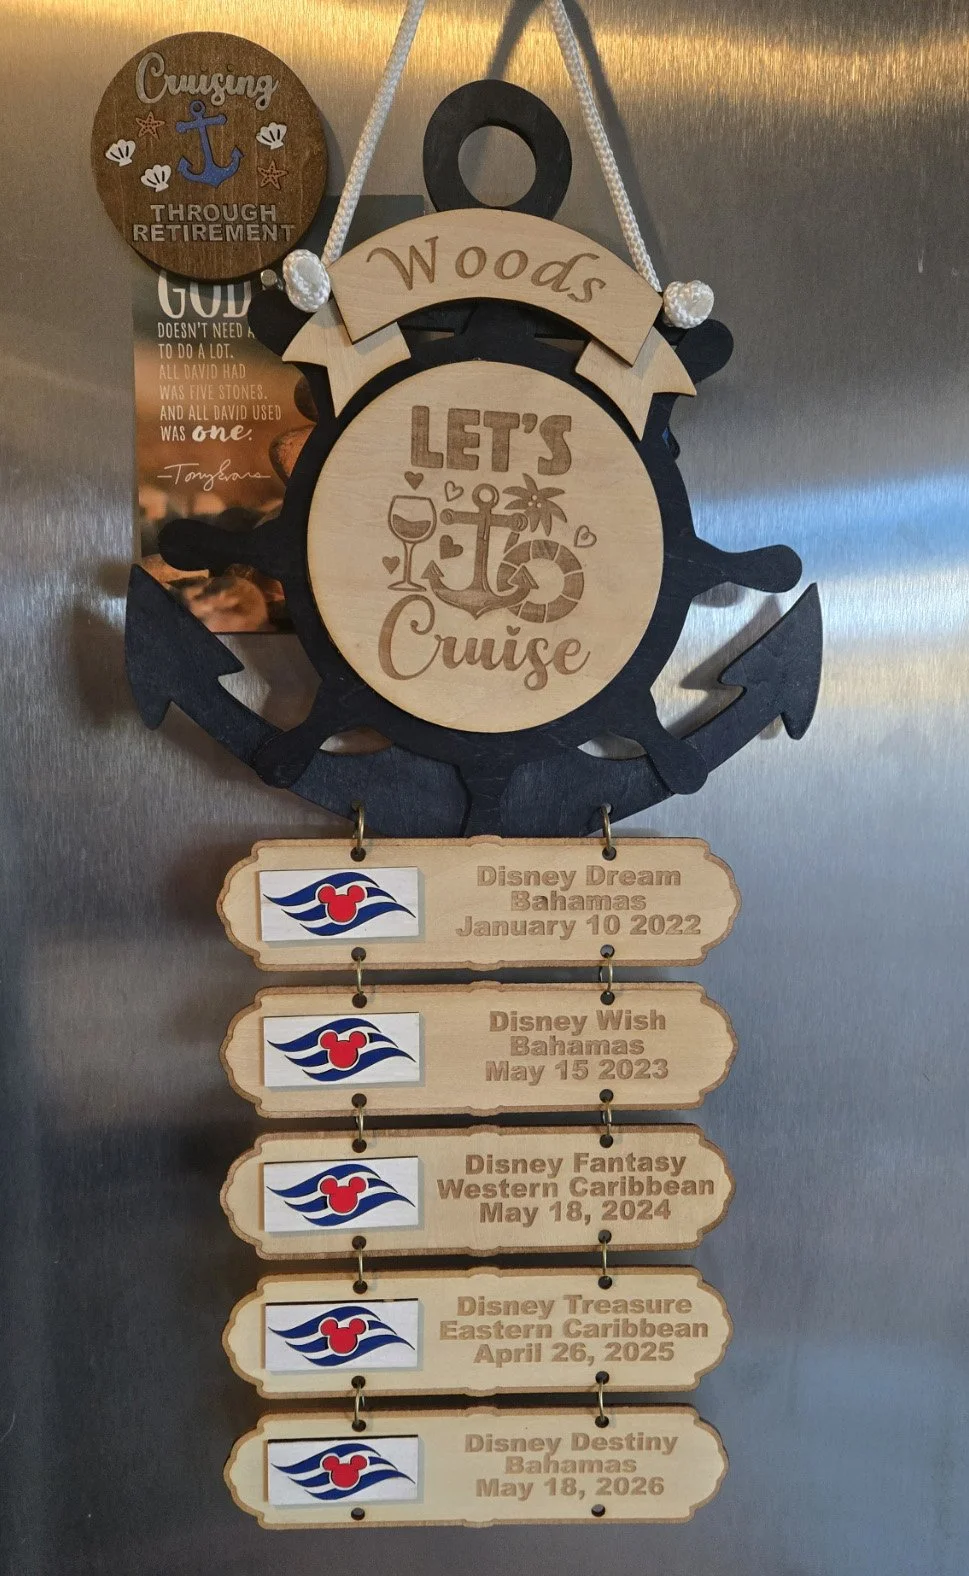 Cruising
THROUGH
RETIREMENT
GOD
DOESN'T NEED A
TO DO A LOT.
ALL DAVID HAD
WAS FIVE STONES.
AND ALL DAVID USED
WAS one.
—Tony Evans
Woods
LET'S
Cruise
Disney Dream
Bahamas
January 10 2022
Disney Wish
Bahamas
May 15 2023
Disney Fantasy
Western Caribbean
May 18, 2024
Disney Treasure
Eastern Caribbean
April 26, 2025
Disney Destiny
Bahamas
May 18, 2026